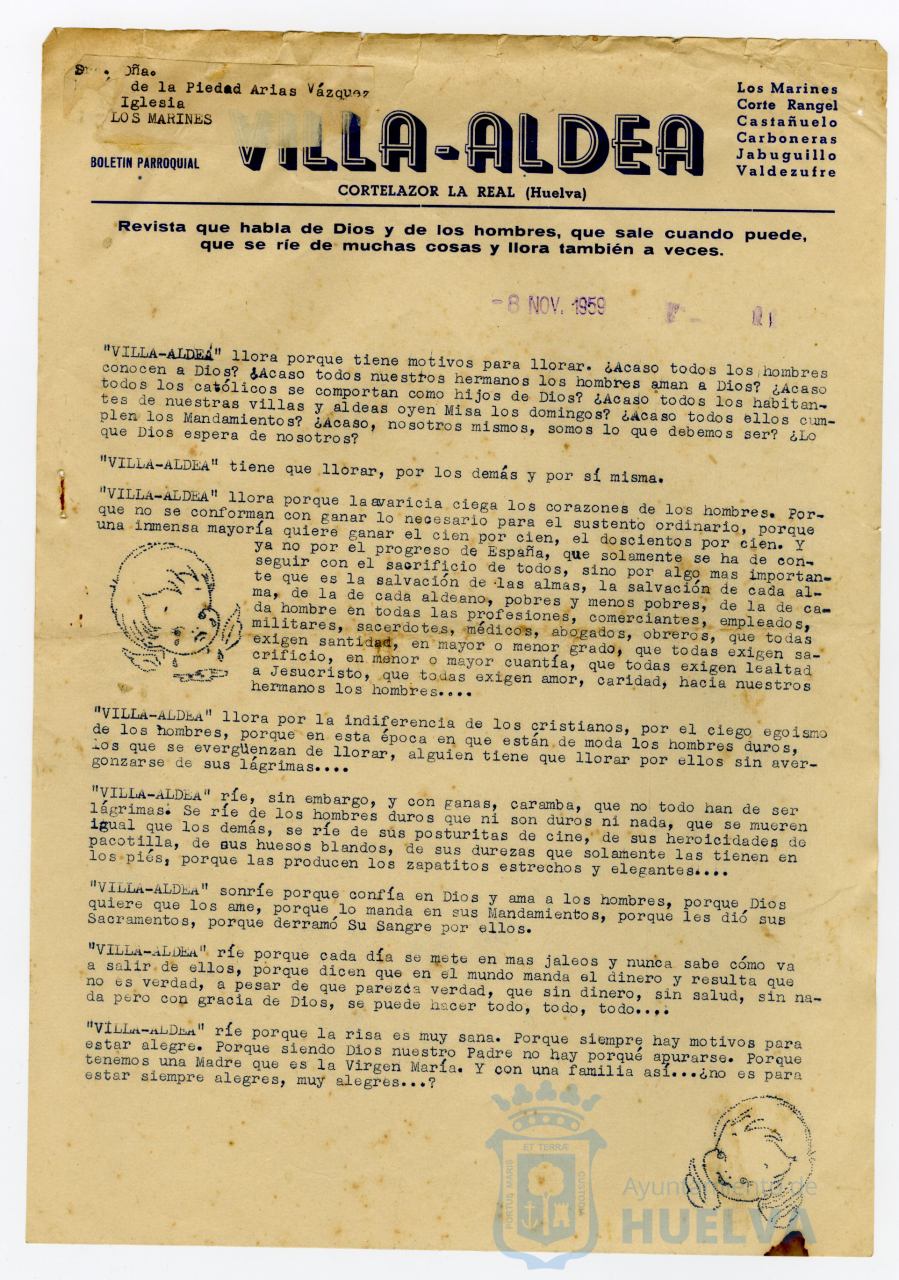 oña.
de la Piedad Arias Vázquez
Iglesia
LOS MARINES
BOLETIN PARROQUIAL
VILLA-ALDEA
CORTELAZOR LA REAL (Huelva)
Los Marines
Corte Rangel
Castañuelo
Carboneras
Jabuguillo
Valdezufre
Revista que habla de Dios y de los hombres, que sale cuando puede,
que se ríe de muchas cosas y llora también a veces.
-8 NOV. 1959
"VILLA-ALDEA" llora porque tiene motivos para llorar. ¿Acaso todos los hombres
conocen a Dios? ¿Acaso todos nuestros hermanos los hombres aman a Dios? ¿Acaso
todos los católicos se comportan como hijos de Dios? ¿Acaso todos los habitan-
tes de nuestras villas y aldeas oyen Misa los domingos? ¿Acaso todos ellos cum-
plen los Mandamientos? ¿Acaso, nosotros mismos, somos lo que debemos ser? ¿Lo
que Dios espera de nosotros?
"VILLA-ALDEA" tiene que llorar, por los demás y por sí misma.
"VILLA-ALDEA" llora porque la avaricia ciega los corazones de los hombres. Por-
que no se conforman con ganar lo necesario para el sustento ordinario, porque
una inmensa mayoría quiere ganar el cien por cien, el doscientos por cien. Y
ya no por el progreso de España, que solamente se ha de con-
seguir con el sacrificio de todos, sino por algo mas importan-
te que es la salvación de las almas, la salvación de cada al-
ma, de la de cada aldeano, pobres y menos pobres, de la de ca-
da hombre en todas las profesiones, comerciantes, empleados,
militares, sacerdotes, médicos, abogados, obreros, que todas
exigen santidad, en mayor o menor grado, que todas exigen sa-
crificio, en menor o mayor cuantía, que todas exigen lealtad
a Jesucristo, que todas exigen amor, caridad, hacia nuestros
hermanos los hombres....
"VILLA-ALDEA" llora por la indiferencia de los cristianos, por el ciego egoismo
de los hombres, porque en esta época en que están de moda los hombres duros,
los que se evergüenzan de llorar, alguien tiene que llorar por ellos sin aver-
gonzarse de sus lágrimas....
"VILLA-ALDEA" ríe, sin embargo, y con ganas, caramba, que no todo han de ser
lágrimas. Se ríe de los hombres duros que ni son duros ni nada, que se mueren
igual que los demás, se ríe de sus posturitas de cine, de sus heroicidades de
pacotilla, de sus huesos blandos, de sus durezas que solamente las tienen en
los piés, porque las producen los zapatitos estrechos y elegantes....
"VILLA-ALDEA" sonríe porque confía en Dios y ama a los hombres, porque Dios
quiere que los ame, porque lo manda en sus Mandamientos, porque les dió sus
Sacramentos, porque derramó Su Sangre por ellos.
"VILLA-ALDEA" ríe porque cada día se mete en mas jaleos y nunca sabe cómo va
a salir de ellos, porque dicen que en el mundo manda el dinero y resulta que
no es verdad, a pesar de que parezca verdad, que sin dinero, sin salud, sin na-
da pero con gracia de Dios, se puede hacer todo, todo, todo....
"VILLA-ALDEA" ríe porque la risa es muy sana. Porque siempre hay motivos para
estar alegre. Porque siendo Dios nuestro Padre no hay porqué apurarse. Porque
tenemos una Madre que es la Virgen María. Y con una familia así...¿no es para
estar siempre alegres, muy alegres...?
PORTUS MARIS
ET TERRÆ
CUSTODIA
Ayuntamiento de
HUELVA